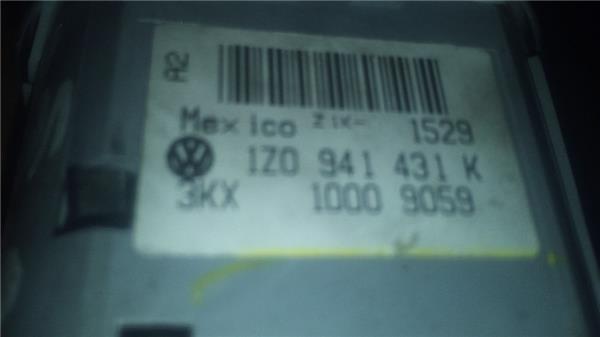 A2
Mexico ZIK- 1529
1Z0 941 431 K
3KX 1000 9059